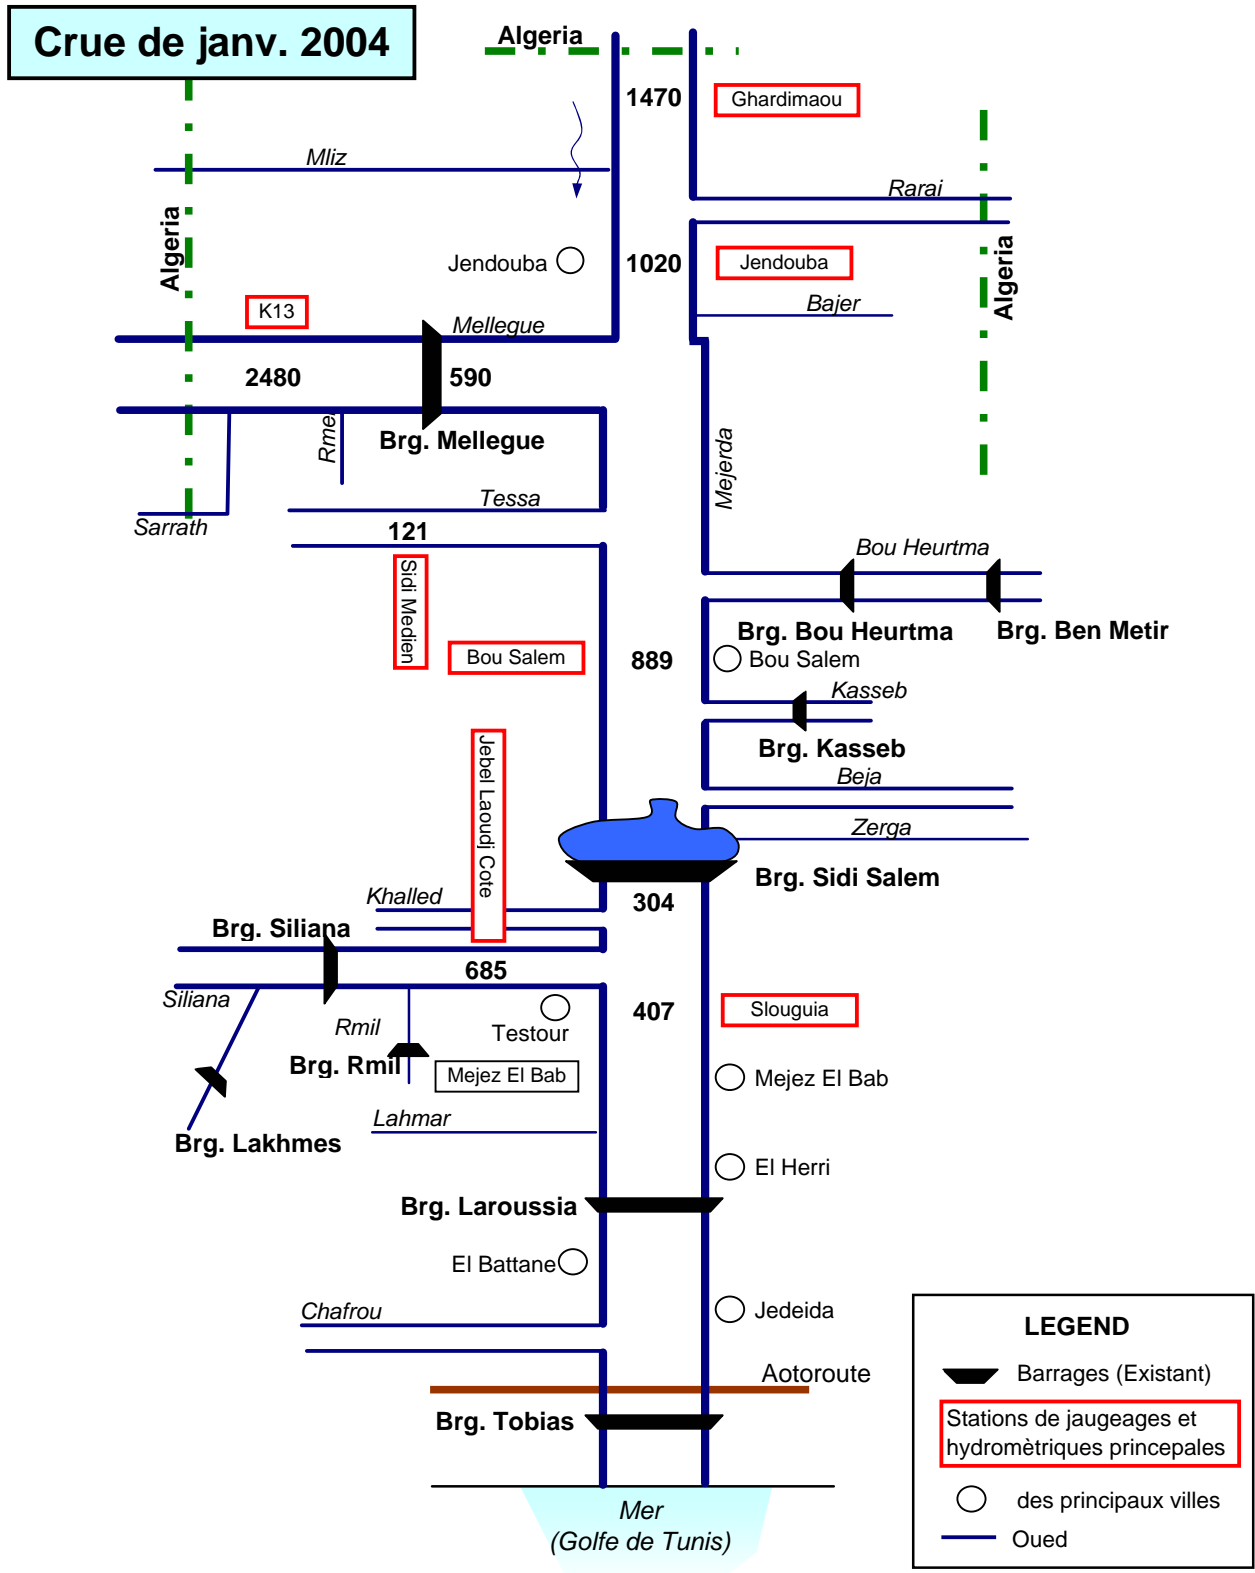 Crue de janv. 2004
Algeria
1470
Ghardimaou
Mliz
Rarai
Algeria
Algeria
Jendouba
1020
Jendouba
K13
Mellegue
Bajer
2480
590
Rmel
Brg. Mellegue
Mejerda
Tessa
Sarrath
121
Bou Heurtma
Sidi Medien
Brg. Bou Heurtma
Brg. Ben Metir
Bou Salem
889
Bou Salem
Kasseb
Jebel Laoudj Cote
Brg. Kasseb
Beja
Zerga
Brg. Sidi Salem
Khalled
304
Brg. Siliana
685
Siliana
407
Slouguia
Rmil
Testour
Brg. Rmil
Mejez El Bab
Mejez El Bab
Lahmar
Brg. Lakhmes
El Herri
Brg. Laroussia
El Battane
Chafrou
Jedeida
Aotoroute
Brg. Tobias
Mer
(Golfe de Tunis)
LEGEND
Barrages (Existant)
Stations de jaugeages et
hydromètriques princepales
des principaux villes
Oued